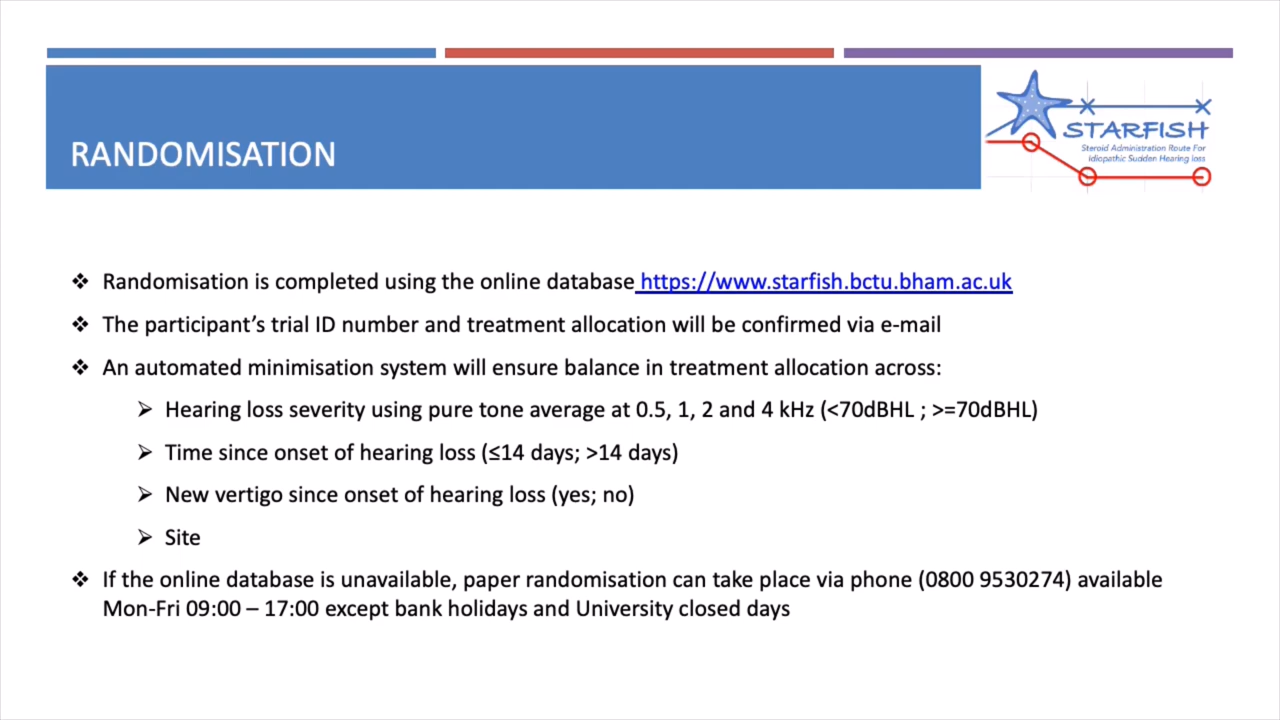 RANDOMISATION
STARFISH
Steroid Administration Route For
Idiopathic Sudden Hearing loss
❖ Randomisation is completed using the online database https://www.starfish.bctu.bham.ac.uk
❖ The participant’s trial ID number and treatment allocation will be confirmed via e-mail
❖ An automated minimisation system will ensure balance in treatment allocation across:
➢ Hearing loss severity using pure tone average at 0.5, 1, 2 and 4 kHz (<70dBHL ; >=70dBHL)
➢ Time since onset of hearing loss (≤14 days; >14 days)
➢ New vertigo since onset of hearing loss (yes; no)
➢ Site
❖ If the online database is unavailable, paper randomisation can take place via phone (0800 9530274) available
Mon-Fri 09:00 – 17:00 except bank holidays and University closed days